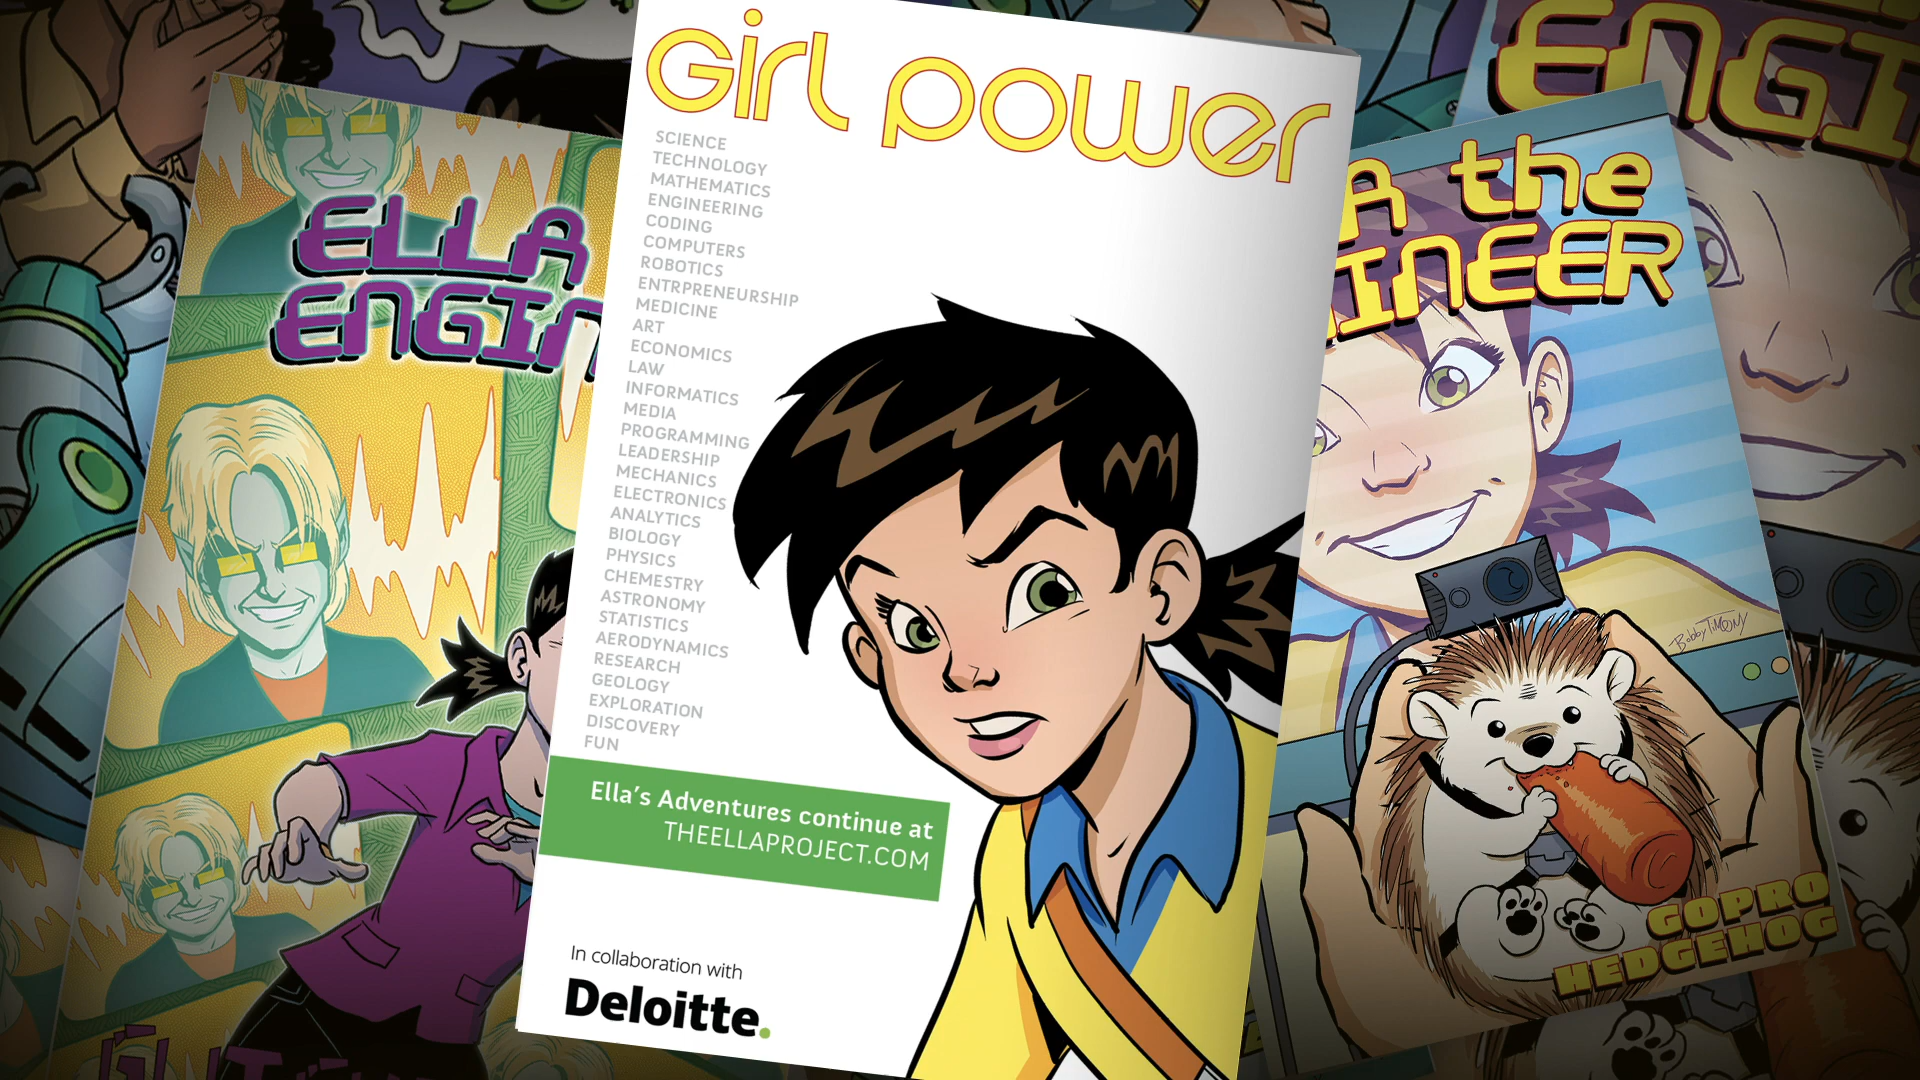 Girl power
SCIENCE
TECHNOLOGY
MATHEMATICS
ENGINEERING
CODING
COMPUTERS
ROBOTICS
ENTRPRENEURSHIP
MEDICINE
ART
ECONOMICS
LAW
INFORMATICS
MEDIA
PROGRAMMING
LEADERSHIP
MECHANICS
ELECTRONICS
ANALYTICS
BIOLOGY
PHYSICS
CHEMESTRY
ASTRONOMY
STATISTICS
AERODYNAMICS
RESEARCH
GEOLOGY
EXPLORATION
DISCOVERY
FUN
Ella's Adventures continue at
THEELLAPROJECT.COM
In collaboration with
Deloitte.
ELLA
ENGIN
A the
INEER
Bobby Timony
GOPRO
HEDGEHOG
ENGI